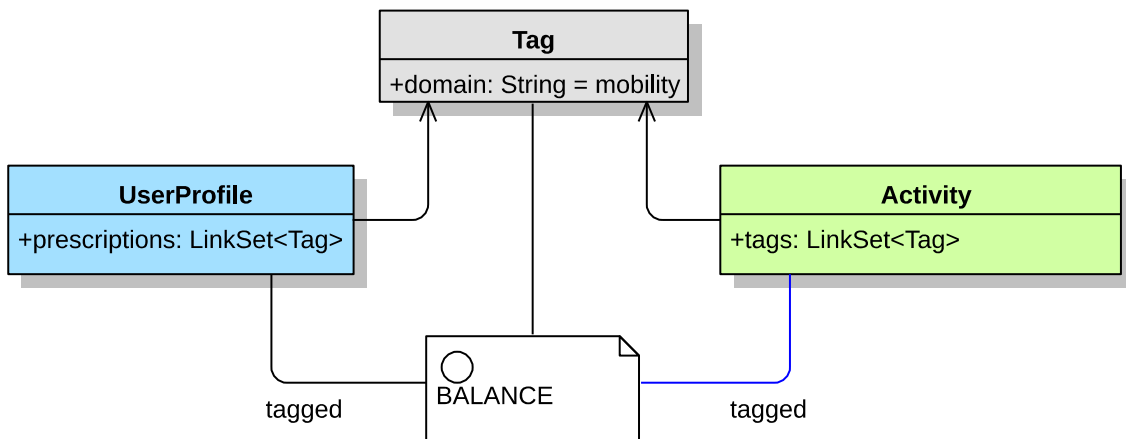 Tag
+domain: String = mobility
UserProfile
+prescriptions: LinkSet<Tag>
Activity
+tags: LinkSet<Tag>
BALANCE
tagged
tagged